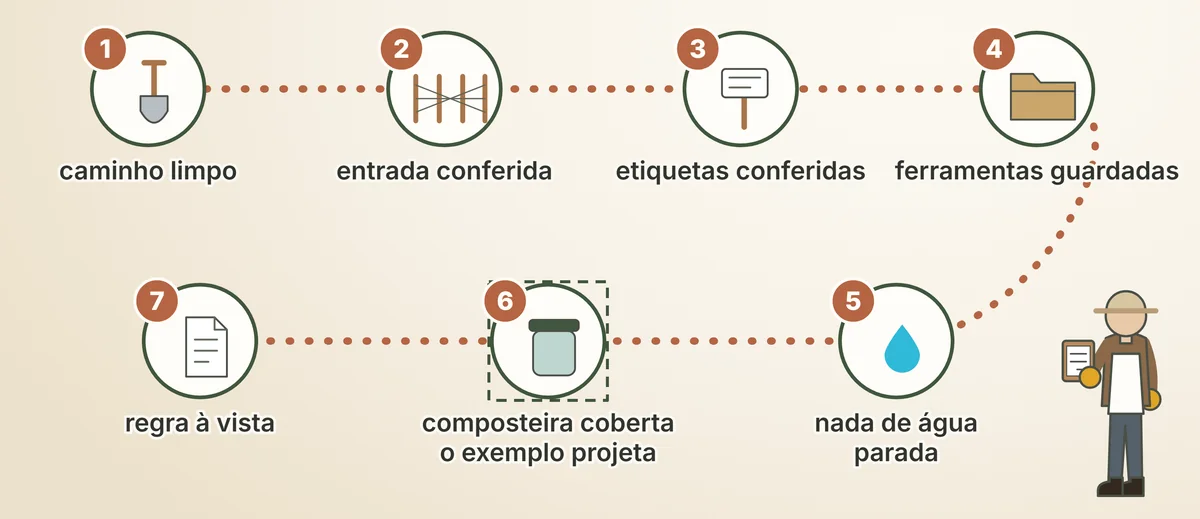 1
caminho limpo
2
entrada conferida
3
etiquetas conferidas
4
ferramentas guardadas
5
nada de água
parada
6
composteira coberta
o exemplo projeta
7
regra à vista